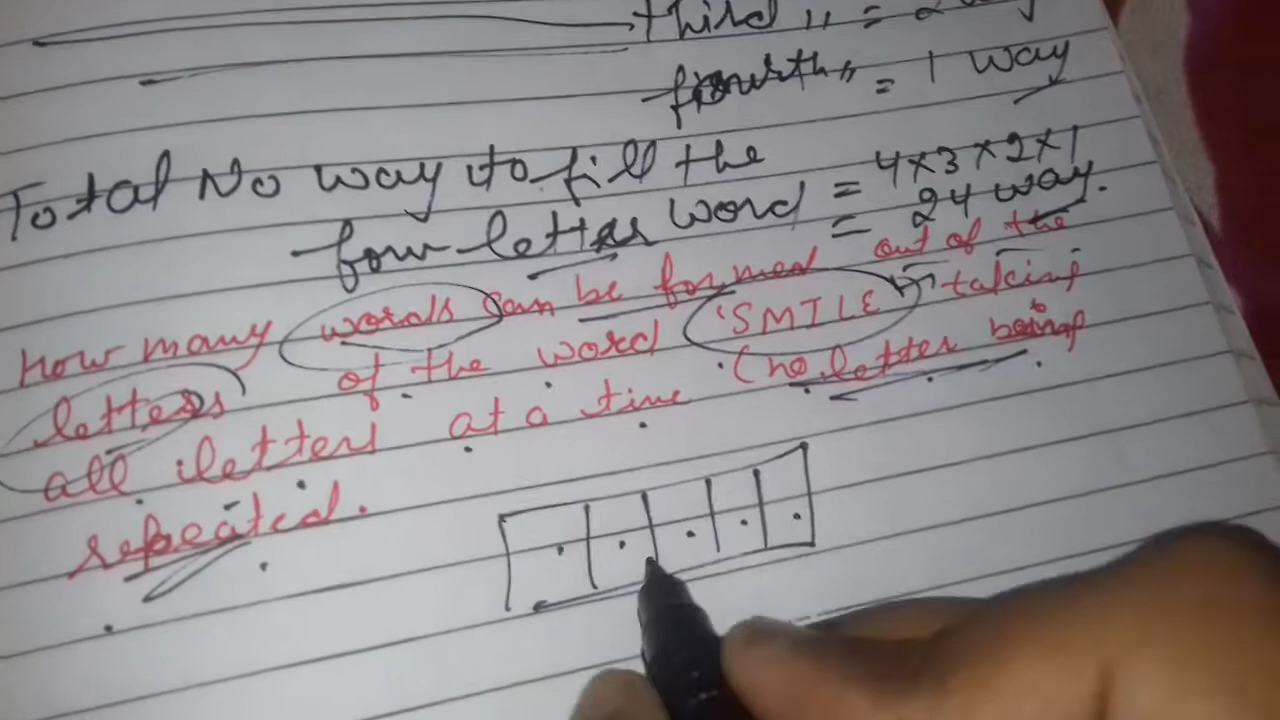 third " = 2 way
fourth " = 1 way
Total No way to fill the
four letters word = 4×3×2×1
= 24 way.
how many words can be formed out of the
letters of the word 'SMILE' taking
all letters at a time (no letter being
repeated.